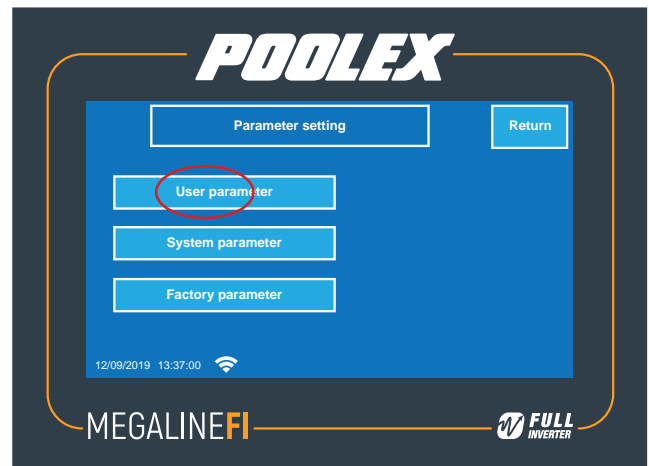 POOLEX
Parameter setting
Return
User parameter
System parameter
Factory parameter
12/09/2019 13:37:00
MEGALINEFI
FULL
INVERTER